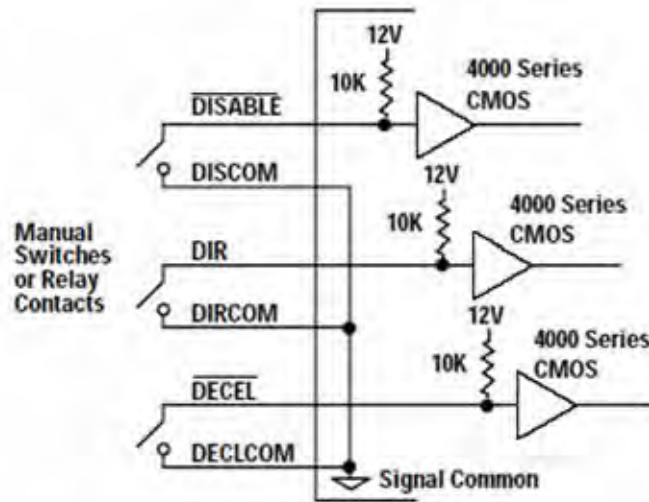 12V
10K
4000 Series
CMOS
DISABLE
DISCOM
12V
10K
4000 Series
CMOS
Manual
Switches
or Relay
Contacts
DIR
DIRCOM
12V
10K
4000 Series
CMOS
DECEL
DECLCOM
Signal Common